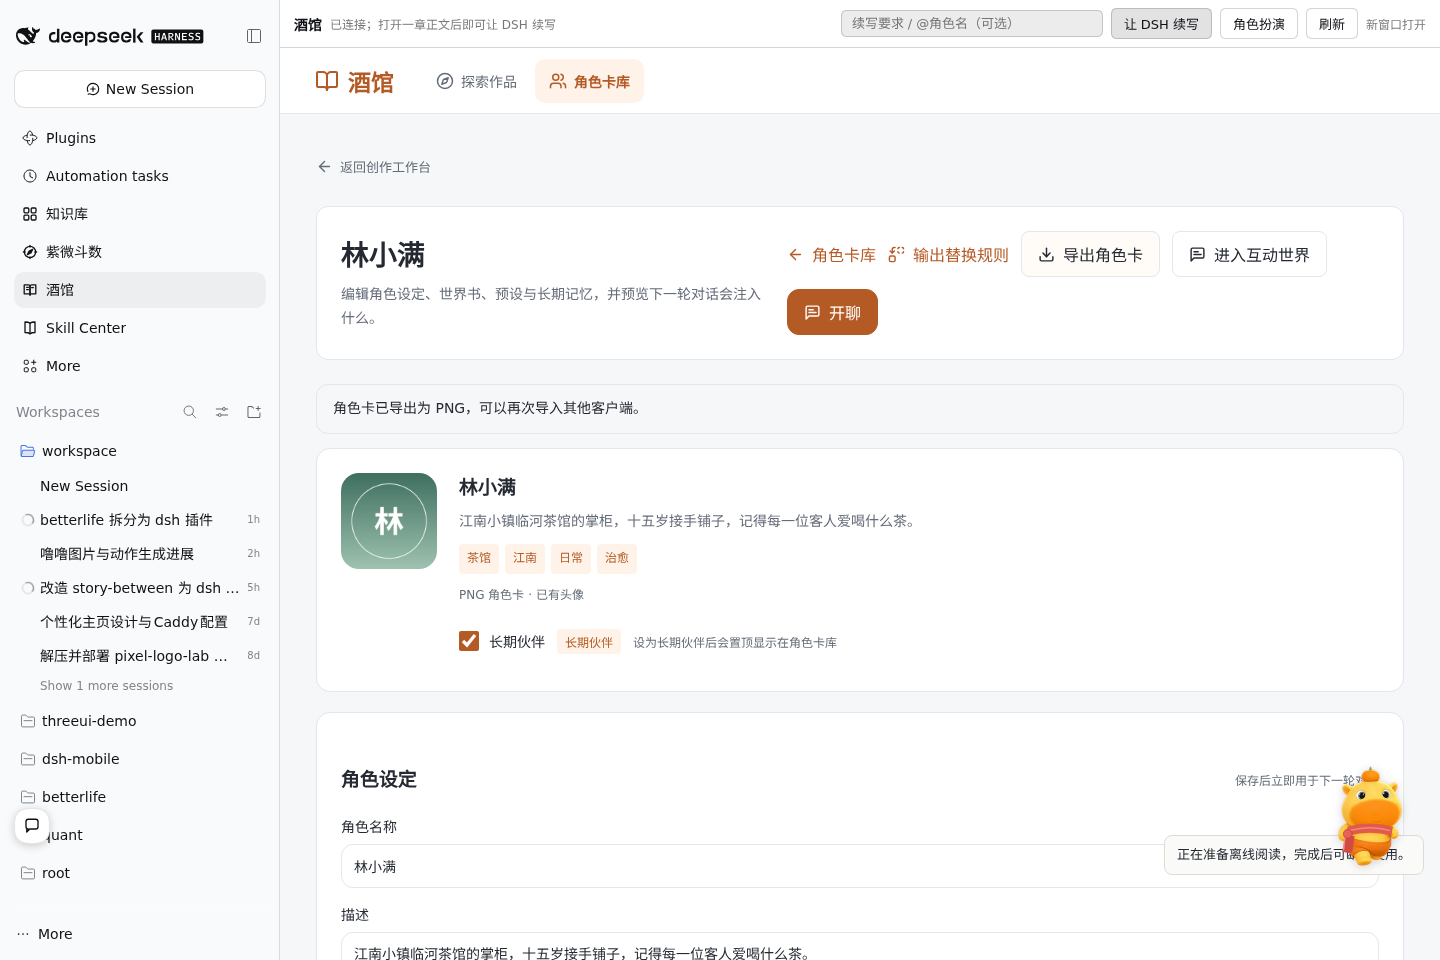 deepseek HARNESS
New Session
Plugins
Automation tasks
知识库
紫微斗数
酒馆
Skill Center
More
Workspaces
workspace
New Session
betterlife 拆分为 dsh 插件 1h
噜噜图片与动作生成进展 2h
改造 story-between 为 dsh ... 5h
个性化主页设计与Caddy配置 7d
解压并部署 pixel-logo-lab ... 8d
Show 1 more sessions
threeui-demo
dsh-mobile
betterlife
quant
root
··· More
酒馆 已连接；打开一章正文后即可让 DSH 续写
续写要求 / @角色名（可选）
让 DSH 续写
角色扮演
刷新
新窗口打开
酒馆
探索作品
角色卡库
返回创作工作台
林小满
编辑角色设定、世界书、预设与长期记忆，并预览下一轮对话会注入
什么。
角色卡库
输出替换规则
导出角色卡
进入互动世界
开聊
角色卡已导出为 PNG，可以再次导入其他客户端。
林
林小满
江南小镇临河茶馆的掌柜，十五岁接手铺子，记得每一位客人爱喝什么茶。
茶馆 江南 日常 治愈
PNG 角色卡 · 已有头像
长期伙伴 长期伙伴 设为长期伙伴后会置顶显示在角色卡库
角色设定
保存后立即用于下一轮
角色名称
林小满
正在准备离线阅读，完成后可
用。
描述
江南小镇临河茶馆的掌柜，十五岁接手铺子，记得每一位客人爱喝什么茶。